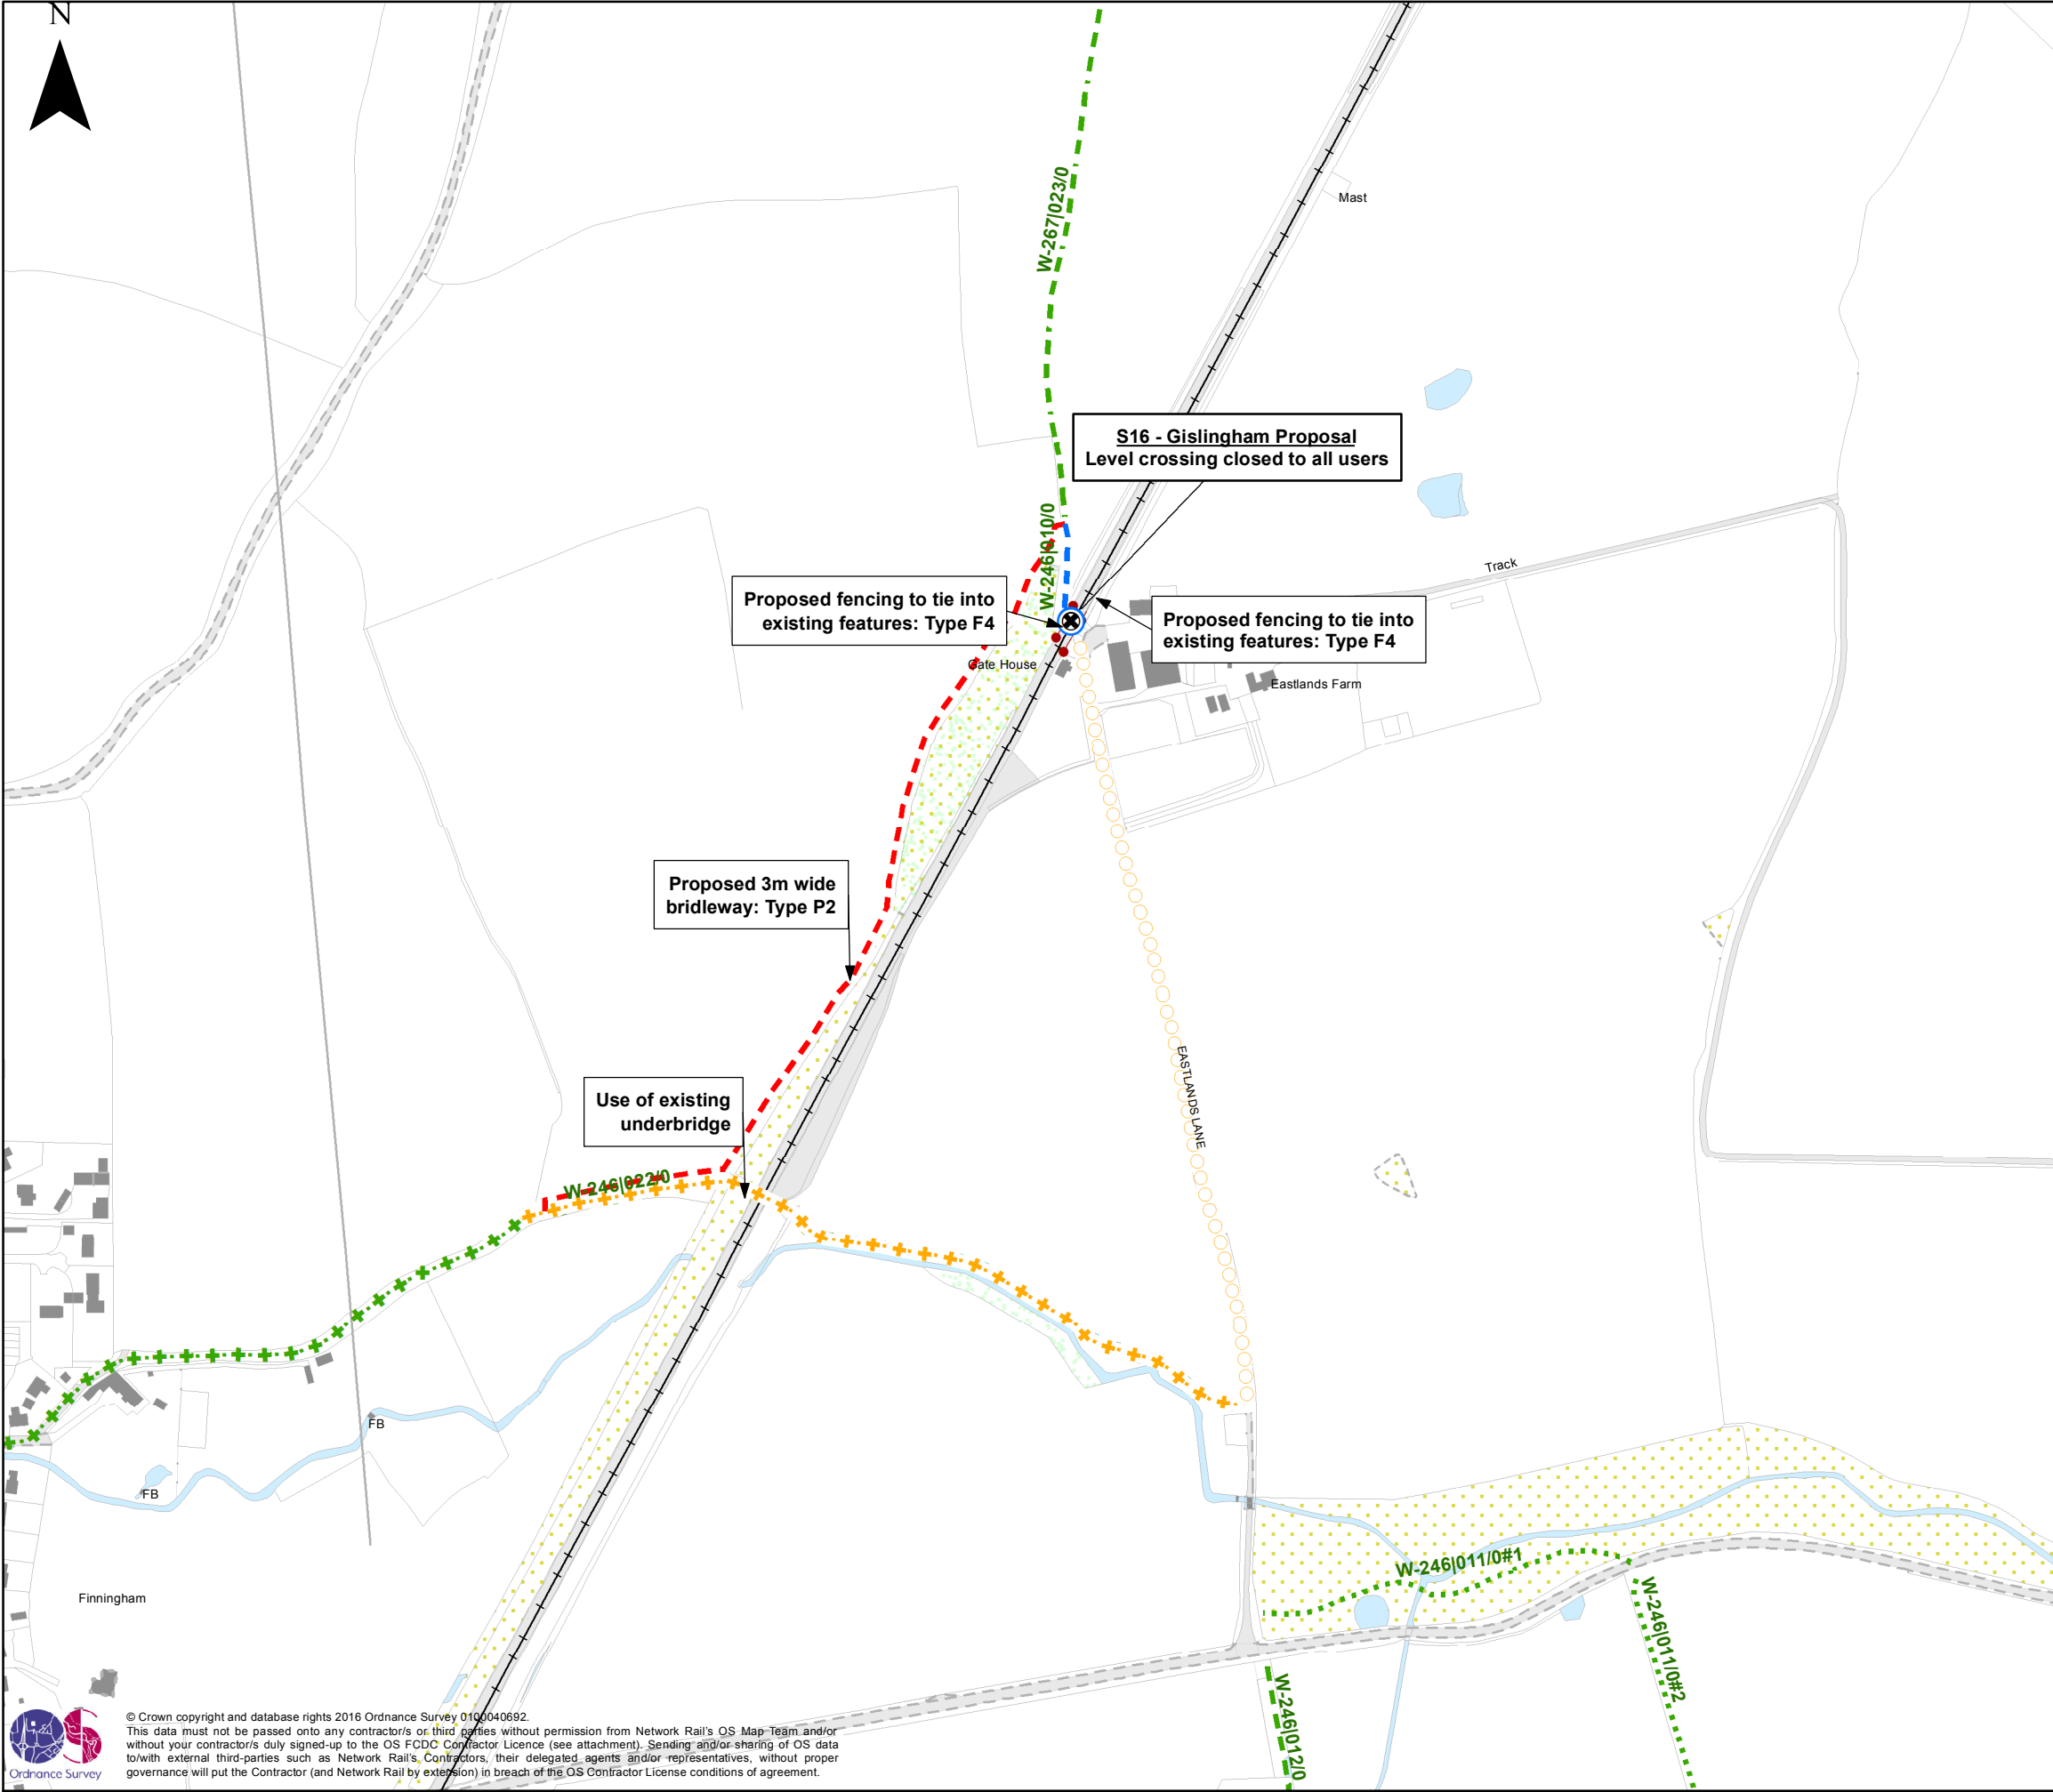 N
W-267|023/0
Mast
S16 - Gislingham Proposal
Level crossing closed to all users
W-246|010/0
Track
Proposed fencing to tie into
existing features: Type F4
Proposed fencing to tie into
existing features: Type F4
Gate House
Eastlands Farm
Proposed 3m wide
bridleway: Type P2
EASTLANDS LANE
Use of existing
underbridge
W-246|022/0
FB
FB
W-246|011/0#1
W-246|011/0#2
Finningham
W-246|012/0
Ordnance Survey
© Crown copyright and database rights 2016 Ordnance Survey 0100040692.
This data must not be passed onto any contractor/s or third parties without permission from Network Rail's OS Map Team and/or
without your contractor/s duly signed-up to the OS FCDC Contractor Licence (see attachment). Sending and/or sharing of OS data
to/with external third-parties such as Network Rail's Contractors, their delegated agents and/or representatives, without proper
governance will put the Contractor (and Network Rail by extension) in breach of the OS Contractor License conditions of agreement.